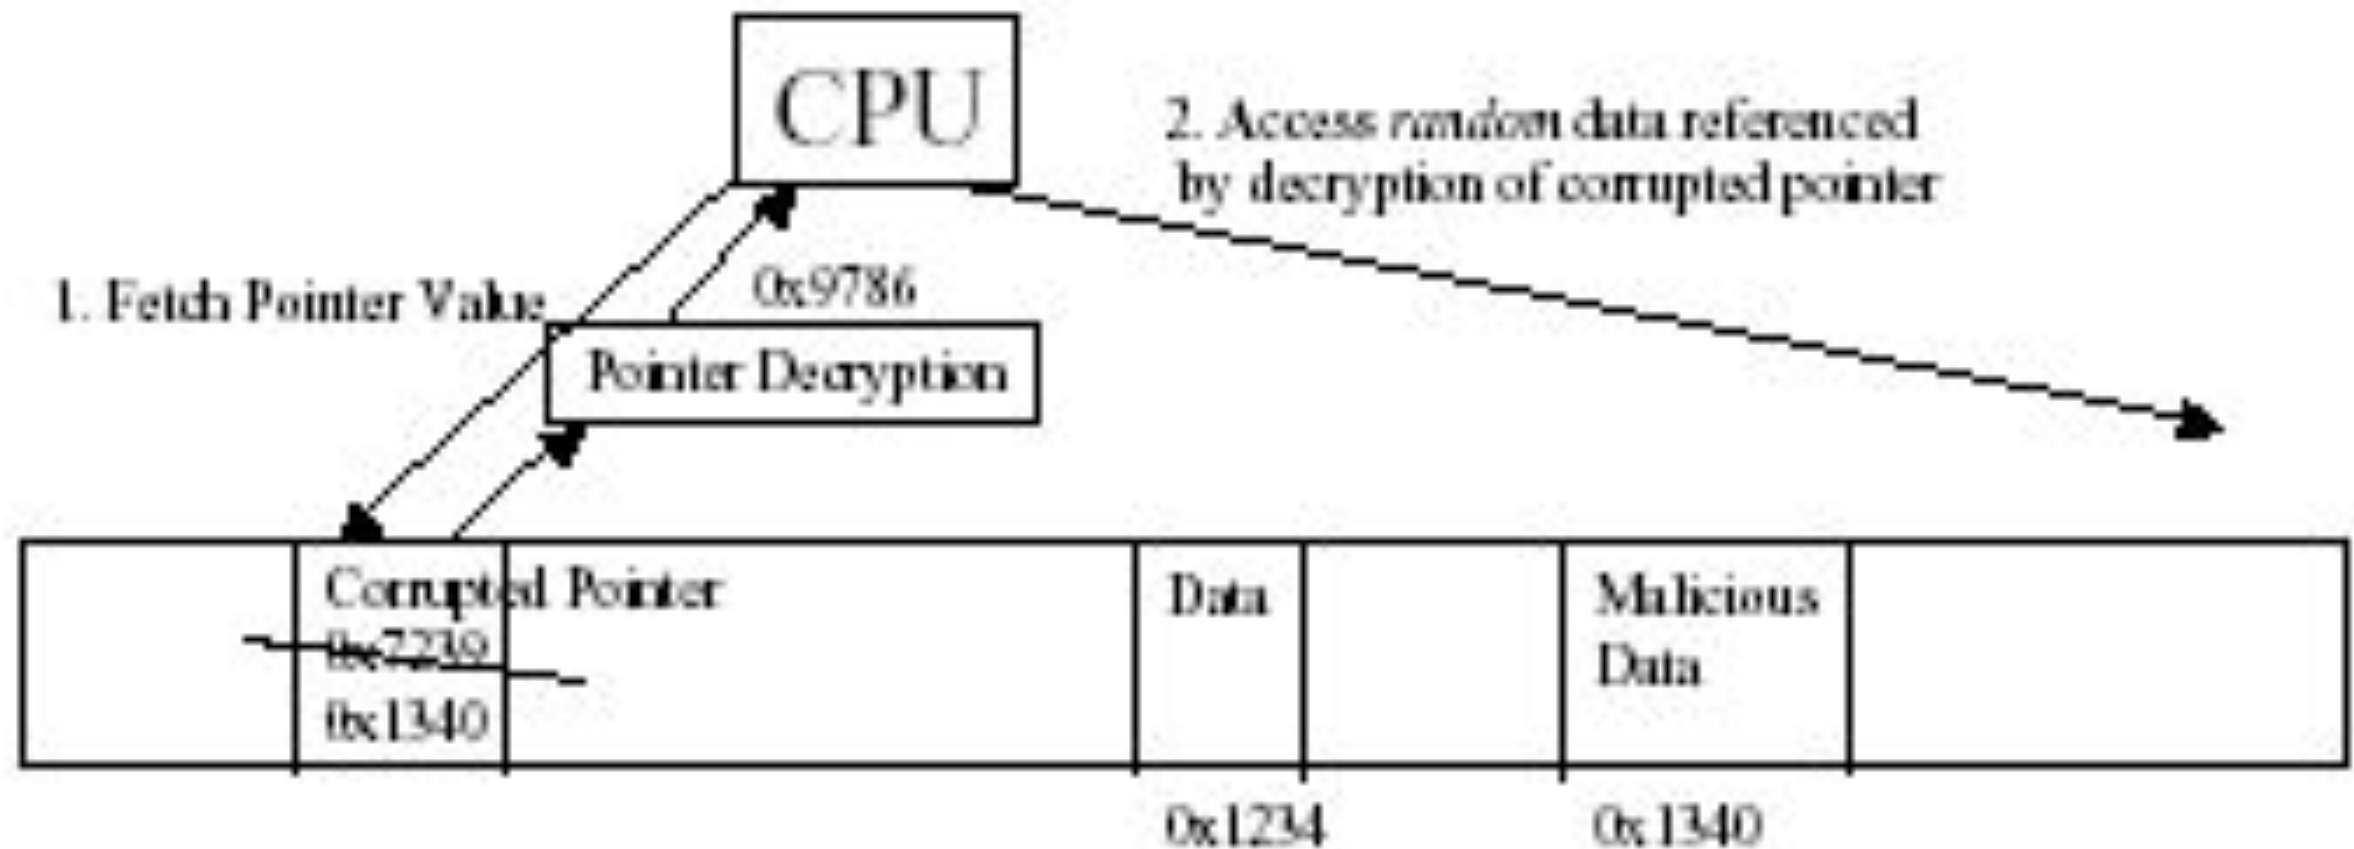 CPU
2. Access random data referenced
by decryption of corrupted pointer
1. Fetch Pointer Value
0x9786
Pointer Decryption
Corrupted Pointer
0x7239
0x1340
Data
Malicious
Data
0x1234
0x1340